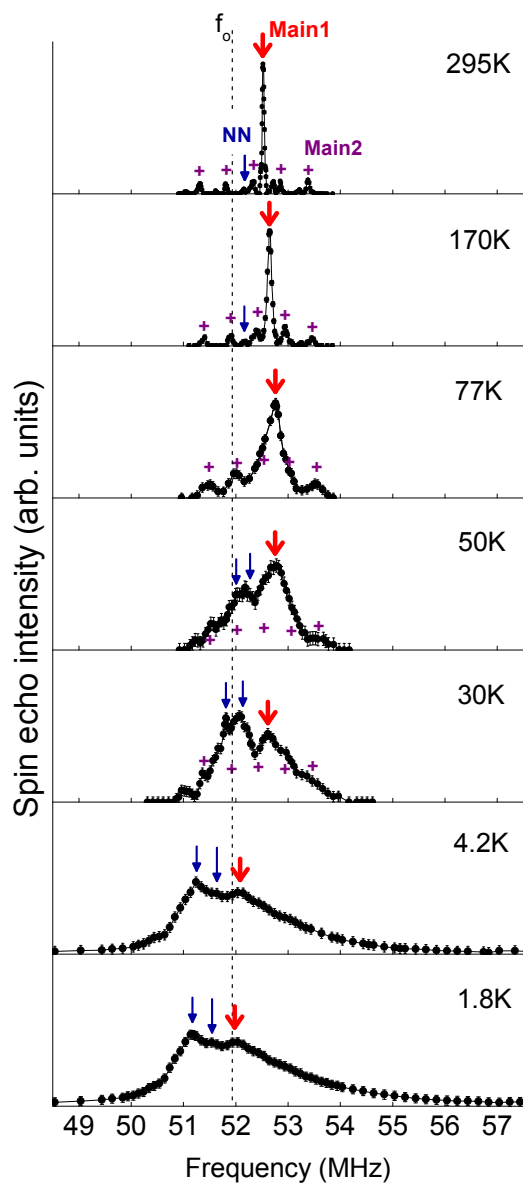 fo
Main1
295K
NN
Main2
170K
77K
50K
30K
4.2K
1.8K
Spin echo intensity (arb. units)
49 50 51 52 53 54 55 56 57
Frequency (MHz)